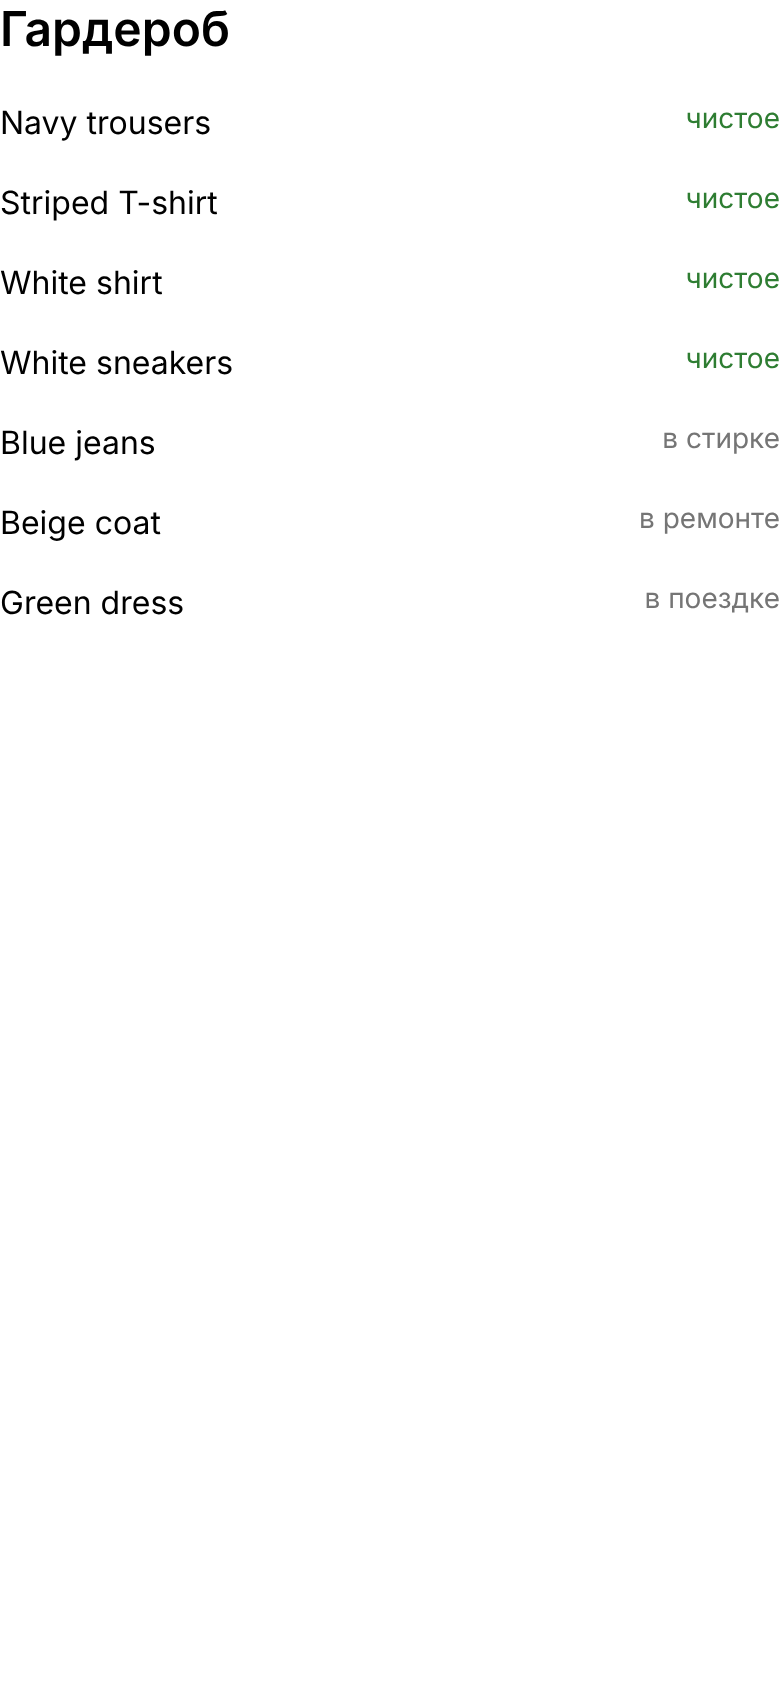 Гардероб
Navy trousers чистое
Striped T-shirt чистое
White shirt чистое
White sneakers чистое
Blue jeans в стирке
Beige coat в ремонте
Green dress в поездке